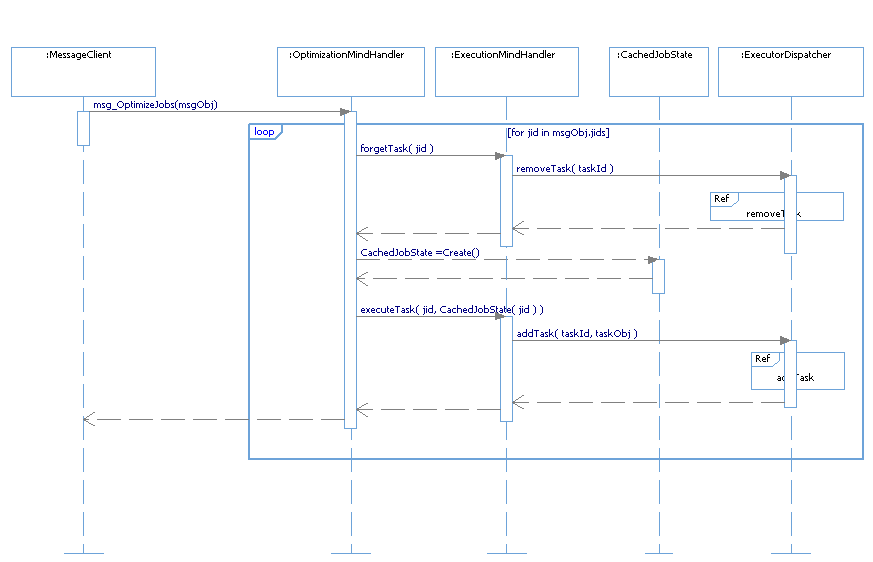 :MessageClient
:OptimizationMindHandler
:ExecutionMindHandler
:CachedJobState
:ExecutorDispatcher
msg_OptimizeJobs(msgObj)
loop
[for jid in msgObj.jids]
forgetTask( jid )
removeTask( taskId )
Ref
removeTask
CachedJobState =Create()
executeTask( jid, CachedJobState( jid ) )
addTask( taskId, taskObj )
Ref
addTask